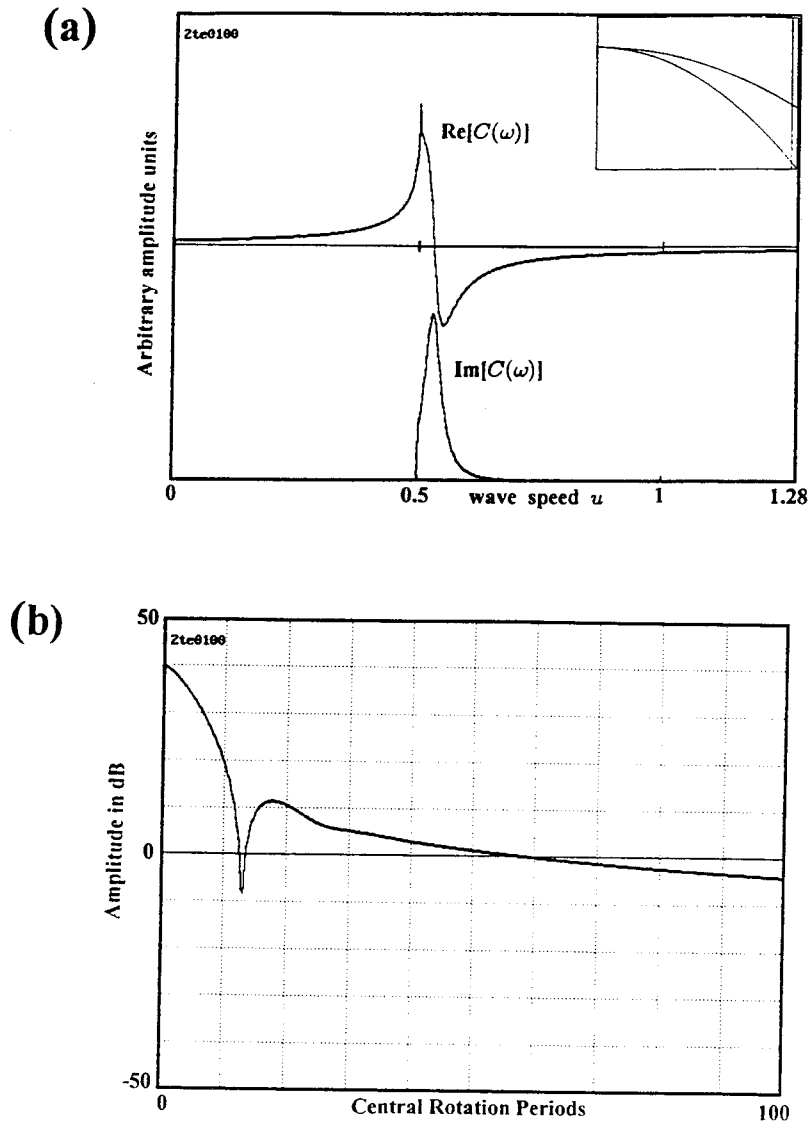 (a)
2te0100
Re[C(ω)]
Arbitrary amplitude units
Im[C(ω)]
0
0.5
wave speed u
1
1.28
(b)
50
2te0100
Amplitude in dB
0
-50
0
Central Rotation Periods
100